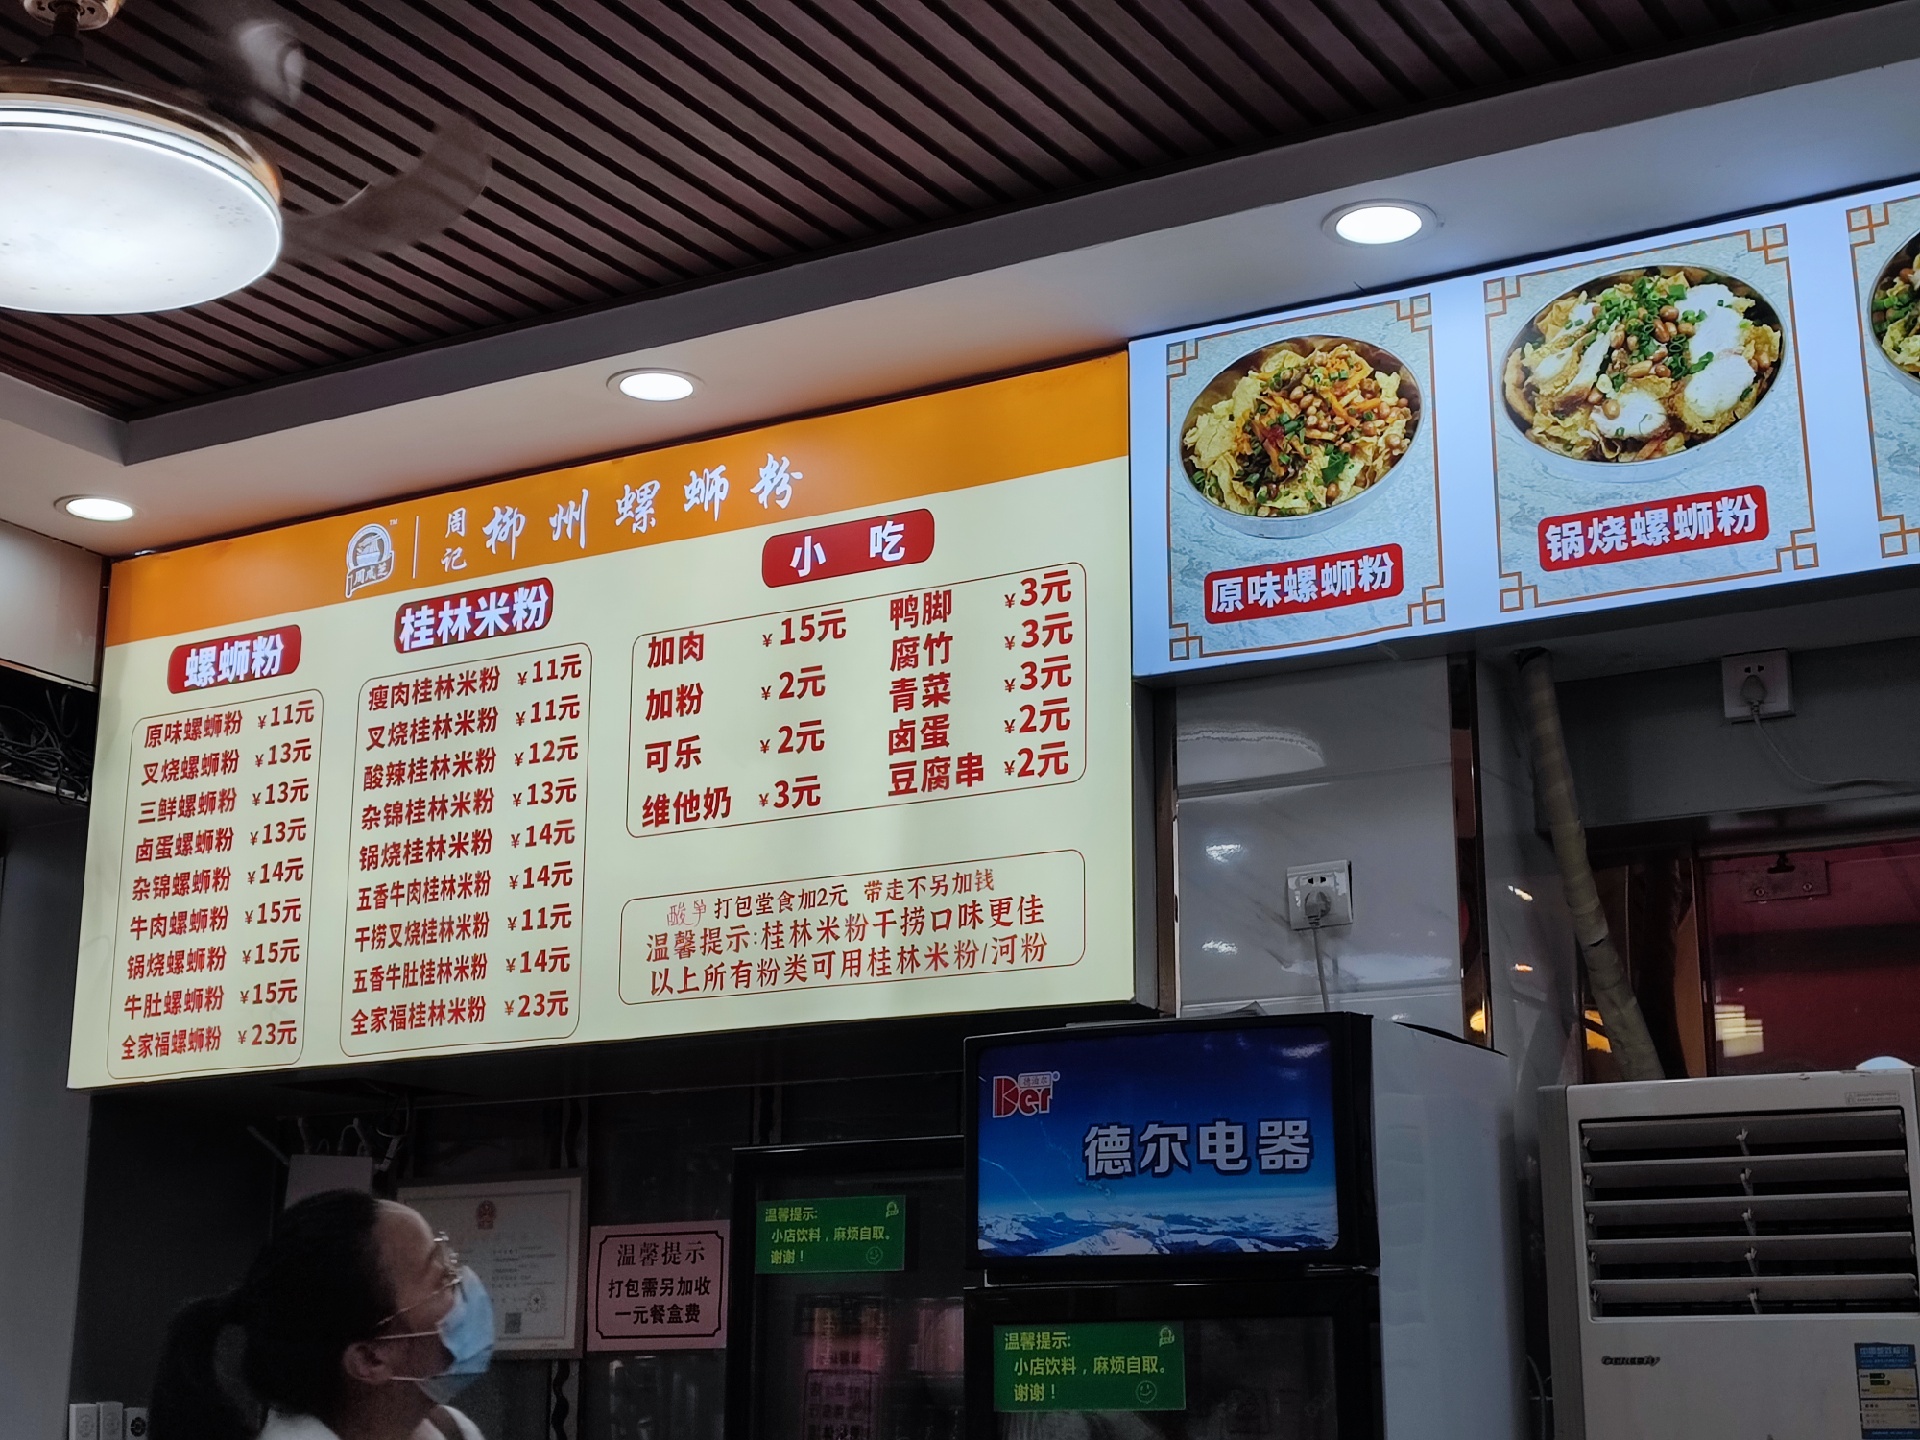 周成芝
TM
周记
柳州螺蛳粉
螺蛳粉
原味螺蛳粉 ¥11元
叉烧螺蛳粉 ¥13元
三鲜螺蛳粉 ¥13元
卤蛋螺蛳粉 ¥13元
杂锦螺蛳粉 ¥14元
牛肉螺蛳粉 ¥15元
锅烧螺蛳粉 ¥15元
牛肚螺蛳粉 ¥15元
全家福螺蛳粉 ¥23元
桂林米粉
瘦肉桂林米粉 ¥11元
叉烧桂林米粉 ¥11元
酸辣桂林米粉 ¥12元
杂锦桂林米粉 ¥13元
锅烧桂林米粉 ¥14元
五香牛肉桂林米粉 ¥14元
干捞叉烧桂林米粉 ¥11元
五香牛肚桂林米粉 ¥14元
全家福桂林米粉 ¥23元
小吃
加肉 ¥15元
加粉 ¥2元
可乐 ¥2元
维他奶 ¥3元
鸭脚 ¥3元
腐竹 ¥3元
青菜 ¥3元
卤蛋 ¥2元
豆腐串 ¥2元
酸笋打包堂食加2元 带走不另加钱
温馨提示:桂林米粉干捞口味更佳
以上所有粉类可用桂林米粉/河粉
原味螺蛳粉
锅烧螺蛳粉
Der
德尔电器
温馨提示
打包需另加收
一元餐盒费
温馨提示:
小店饮料，麻烦自取。
谢谢！
温馨提示:
小店饮料，麻烦自取。
谢谢！